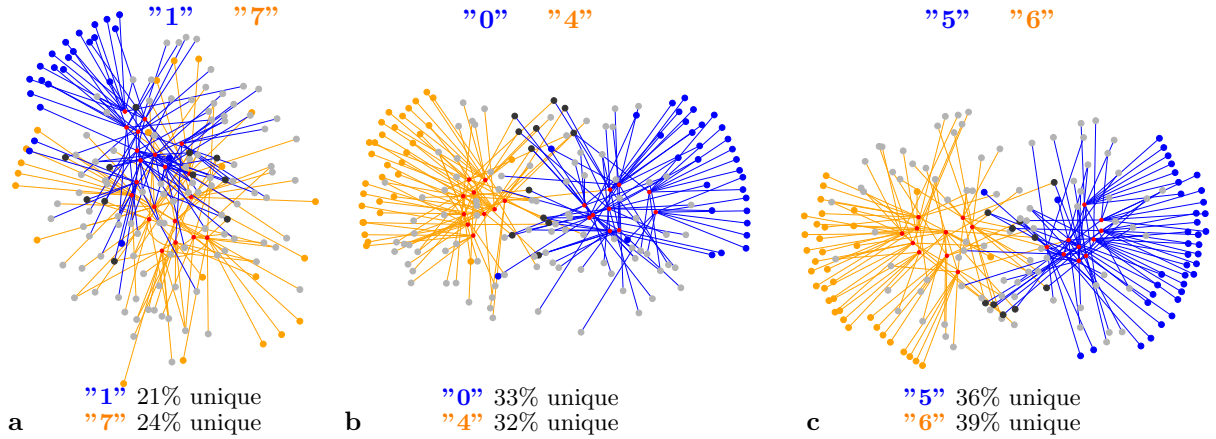 "1" "7"
"0" "4"
"5" "6"
"1" 21% unique
a "7" 24% unique
"0" 33% unique
b "4" 32% unique
"5" 36% unique
c "6" 39% unique